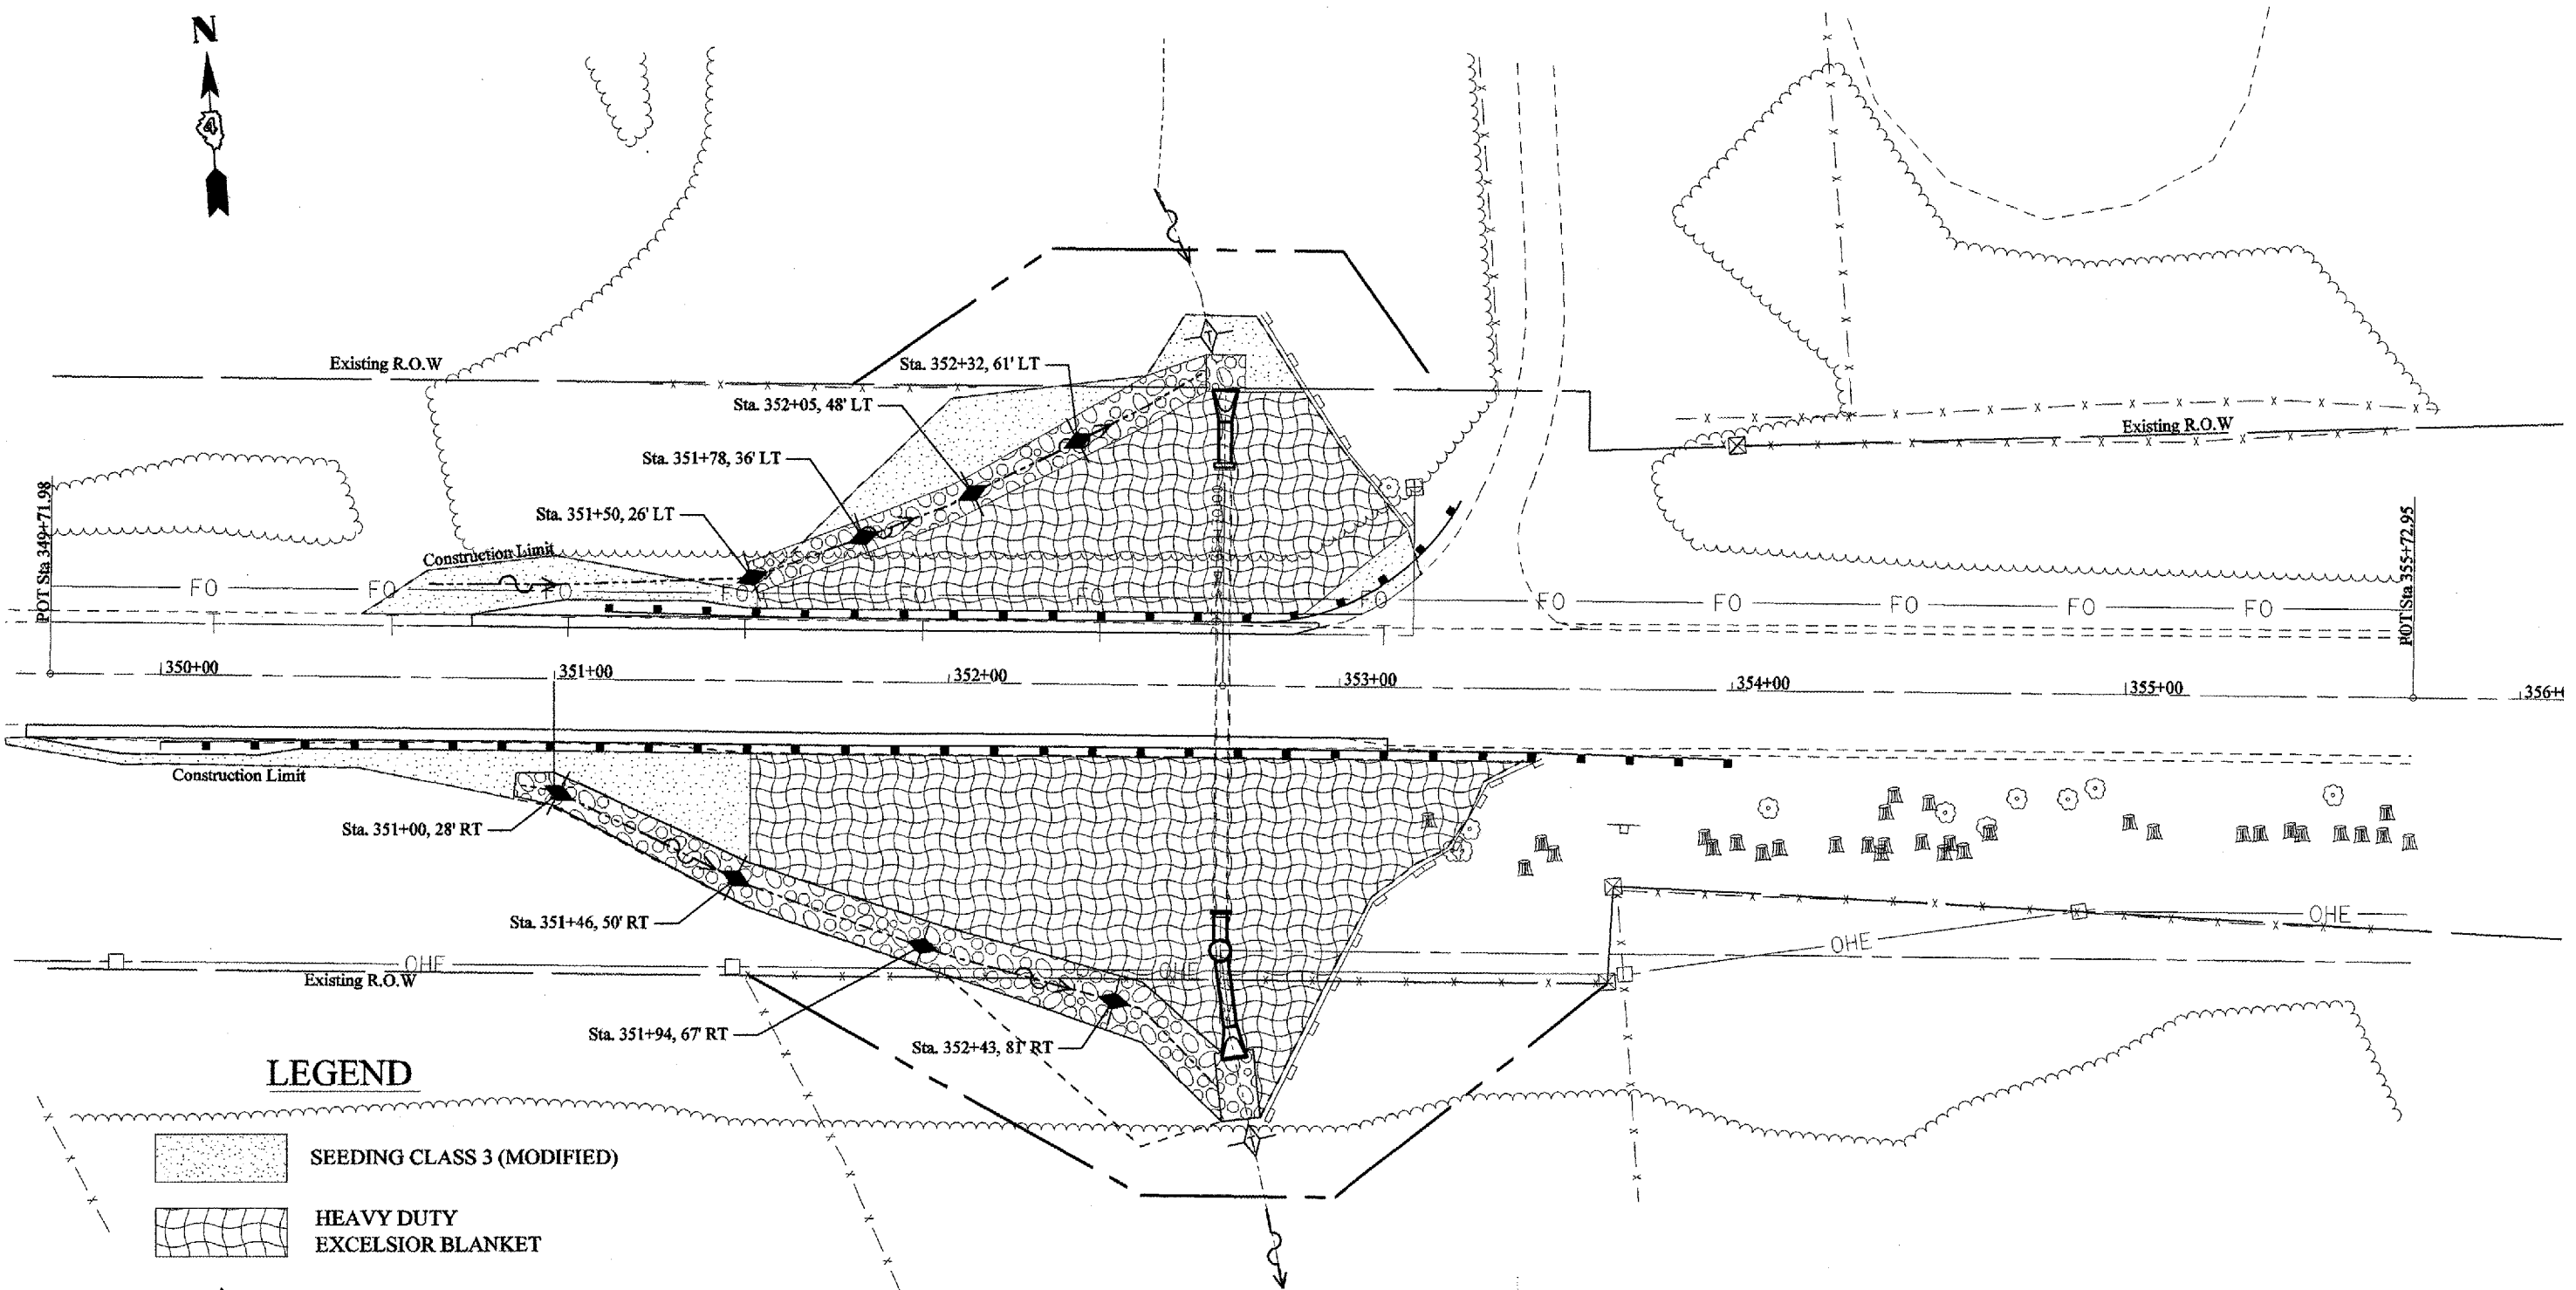 N
4
Existing R.O.W
Sta. 352+32, 61' LT
Sta. 352+05, 48' LT
Existing R.O.W
Sta. 351+78, 36' LT
Sta. 351+50, 26' LT
POT Sta 349+71.98
POT Sta 355+72.95
Construction Limit
FO FO FO FO FO FO FO FO FO FO FO FO
350+00 351+00 352+00 353+00 354+00 355+00 356+
Construction Limit
Sta. 351+00, 28' RT
Sta. 351+46, 50' RT
OHE OHE OHE OHE
Existing R.O.W
Sta. 351+94, 67' RT
Sta. 352+43, 81' RT
T
T
LEGEND
SEEDING CLASS 3 (MODIFIED)
HEAVY DUTY
EXCELSIOR BLANKET